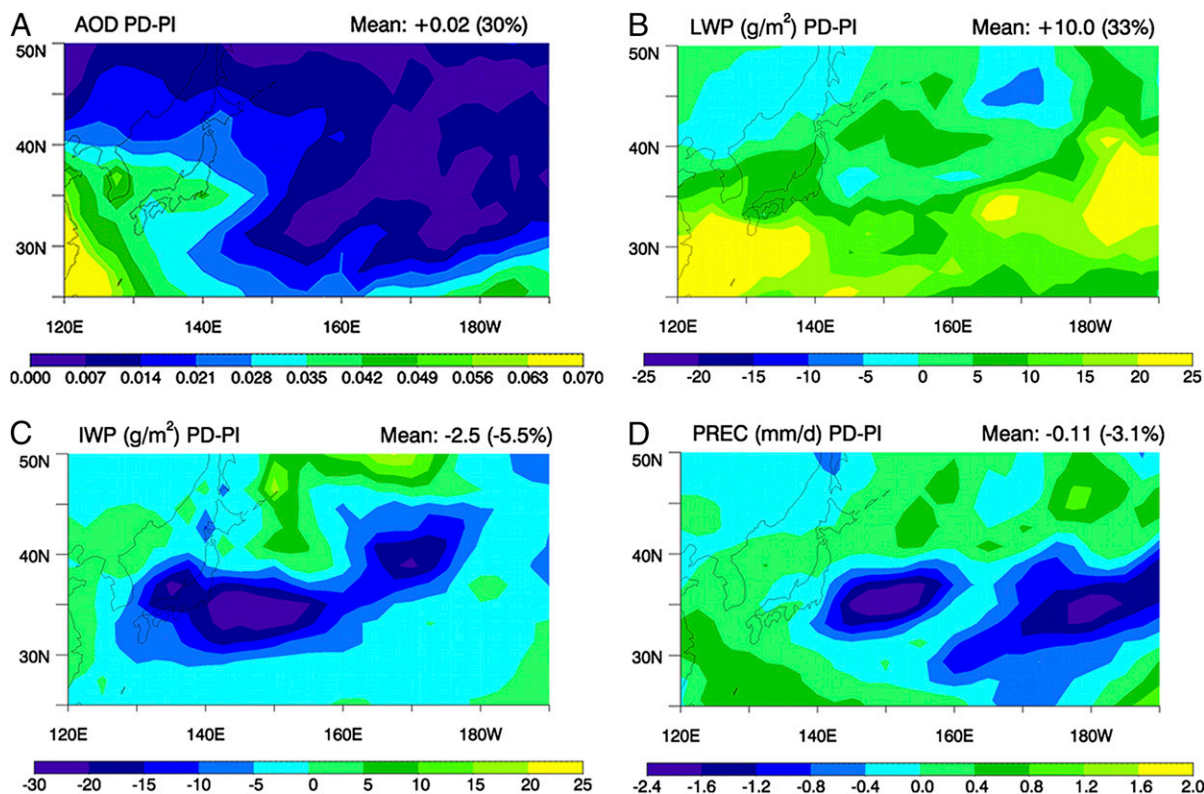 A AOD PD-PI Mean: +0.02 (30%)
50N
40N
30N
120E 140E 160E 180W
0.000 0.007 0.014 0.021 0.028 0.035 0.042 0.049 0.056 0.063 0.070
B LWP (g/m²) PD-PI Mean: +10.0 (33%)
50N
40N
30N
120E 140E 160E 180W
-25 -20 -15 -10 -5 0 5 10 15 20 25
C IWP (g/m²) PD-PI Mean: -2.5 (-5.5%)
50N
40N
30N
120E 140E 160E 180W
-30 -20 -15 -10 -5 0 5 10 15 20 25
D PREC (mm/d) PD-PI Mean: -0.11 (-3.1%)
50N
40N
30N
120E 140E 160E 180W
-2.4 -1.6 -1.2 -0.8 -0.4 0.0 0.4 0.8 1.2 1.6 2.0